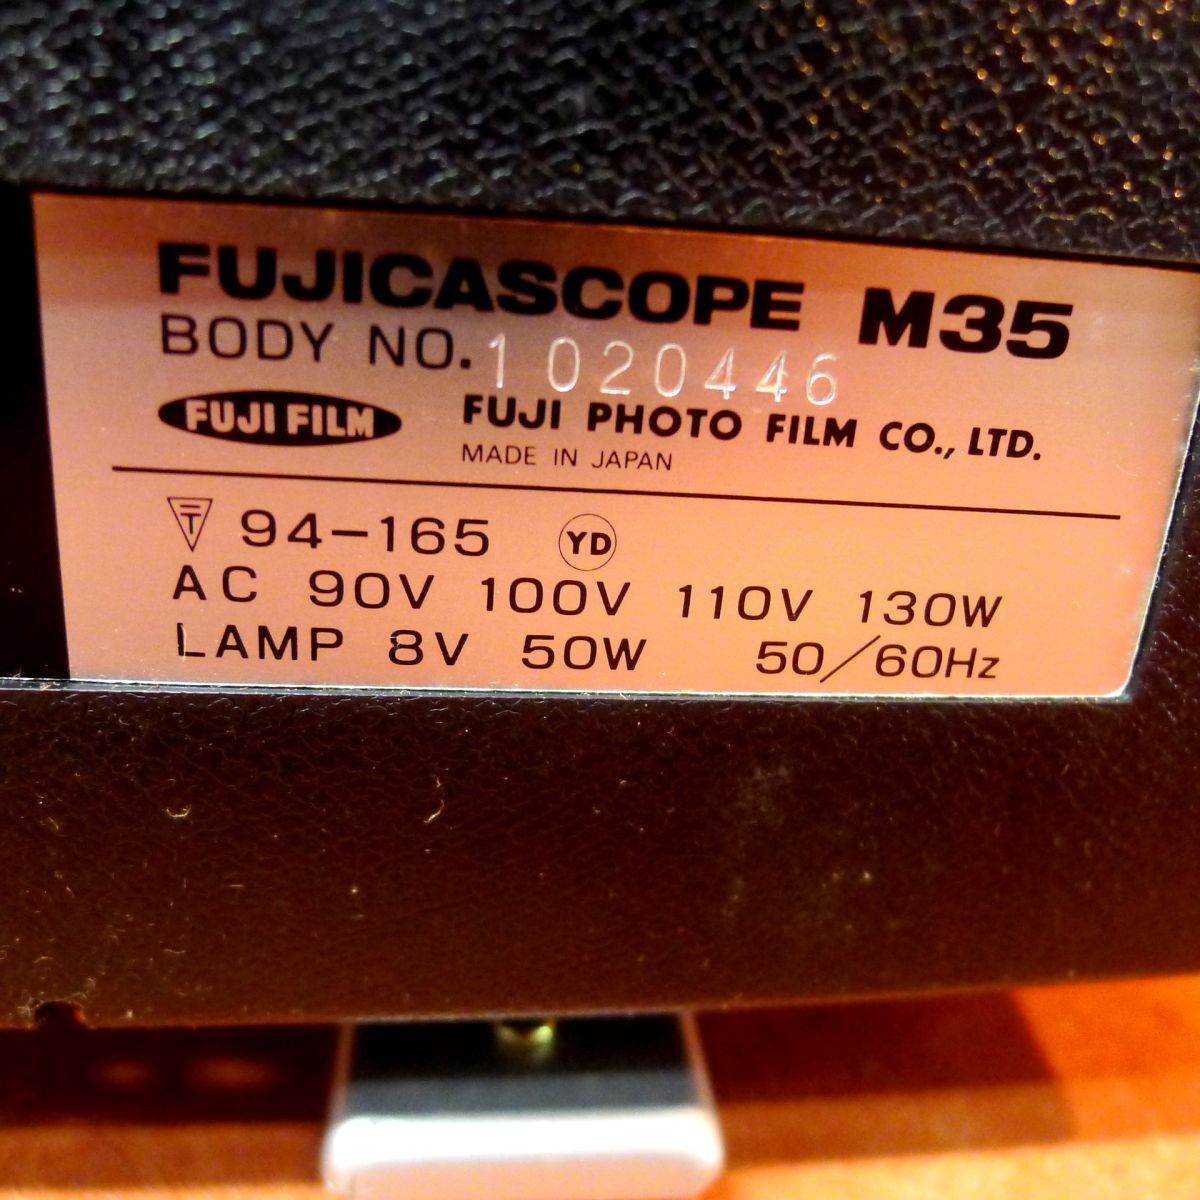 FUJICASCOPE M35
BODY NO. 1020446
FUJI FILM FUJI PHOTO FILM CO., LTD.
MADE IN JAPAN
〒 94-165 YD
AC 90V 100V 110V 130W
LAMP 8V 50W 50/60Hz